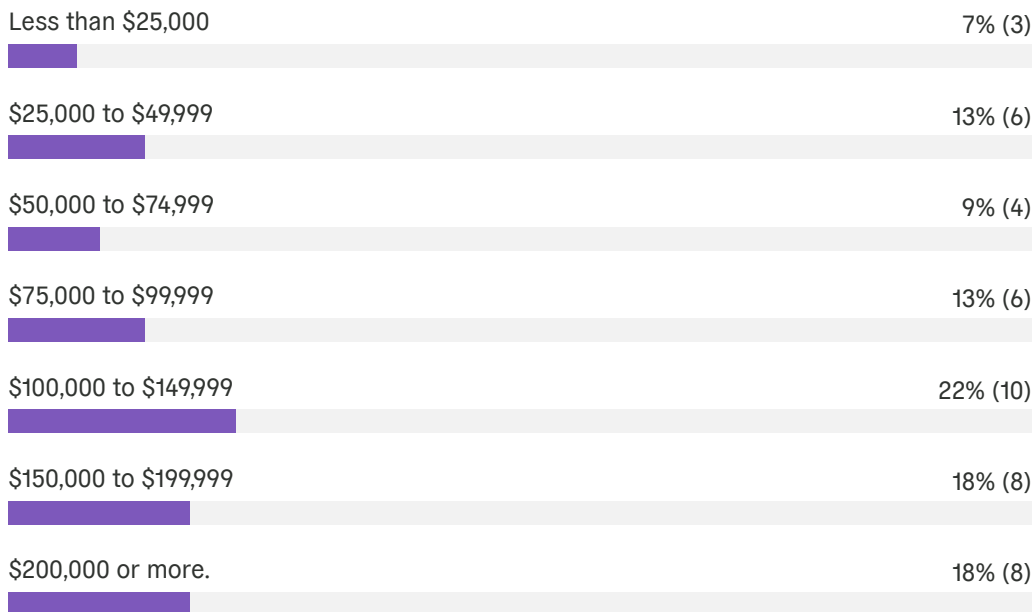 Less than $25,000 7% (3)
$25,000 to $49,999 13% (6)
$50,000 to $74,999 9% (4)
$75,000 to $99,999 13% (6)
$100,000 to $149,999 22% (10)
$150,000 to $199,999 18% (8)
$200,000 or more. 18% (8)